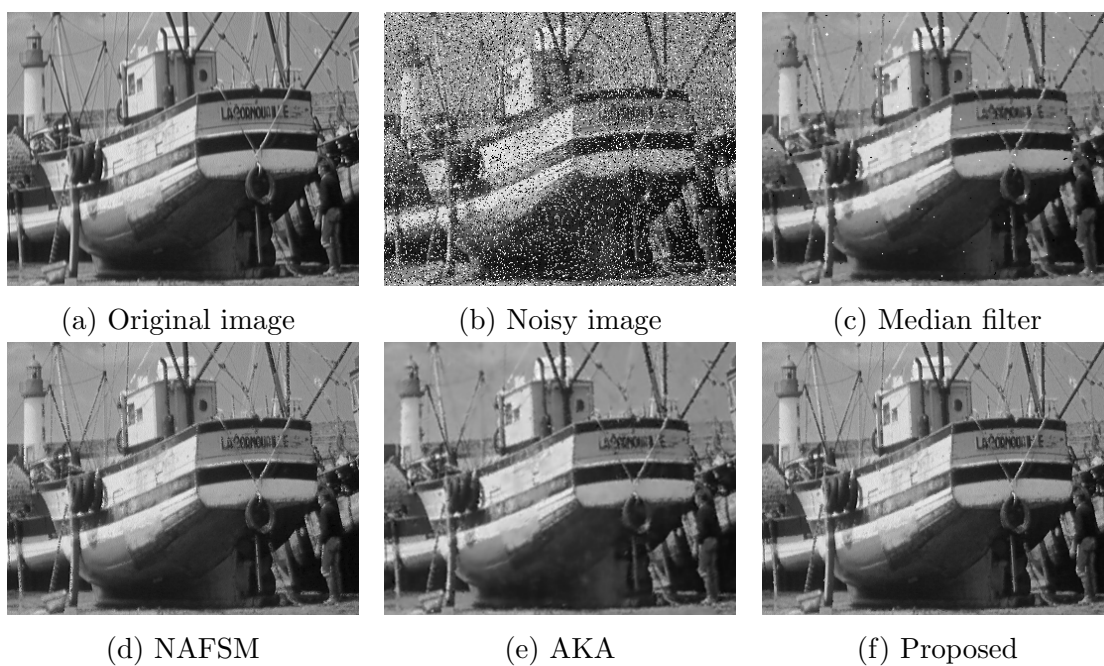 (a) Original image
(b) Noisy image
(c) Median filter
(d) NAFSM
(e) AKA
(f) Proposed